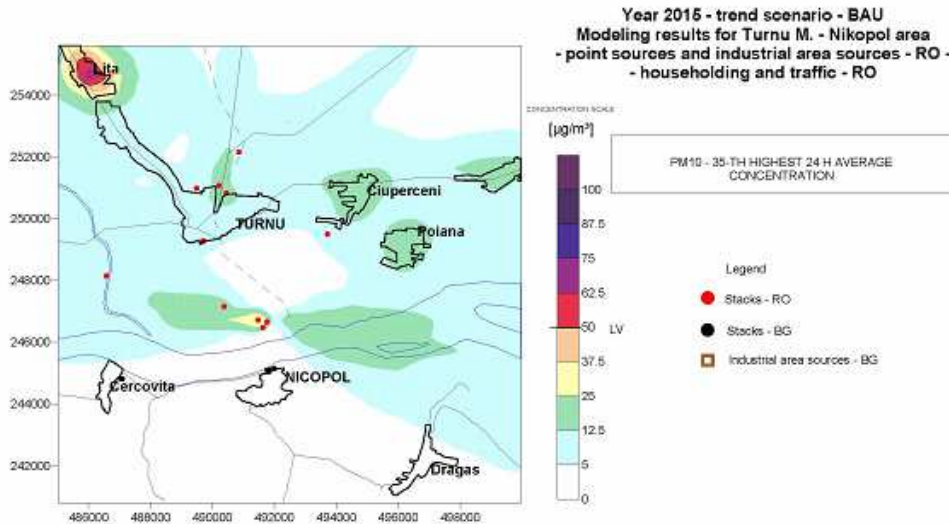 Year 2015 - trend scenario - BAU
Modeling results for Turnu M. - Nikopol area
- point sources and industrial area sources - RO -
- householding and traffic - RO
CONCENTRATION SCALE
[µg/m³]
PM10 - 35-TH HIGHEST 24 H AVERAGE
CONCENTRATION
100
87.5
75
62.5
50
LV
37.5
25
12.5
5
0
Legend
Stacks - RO
Stacks - BG
Industrial area sources - BG
Lita
Ciuperceni
TURNU
Poiana
NICOPOL
Cercovita
Dragas
254000
252000
250000
248000
246000
244000
242000
486000 488000 490000 492000 494000 496000 498000